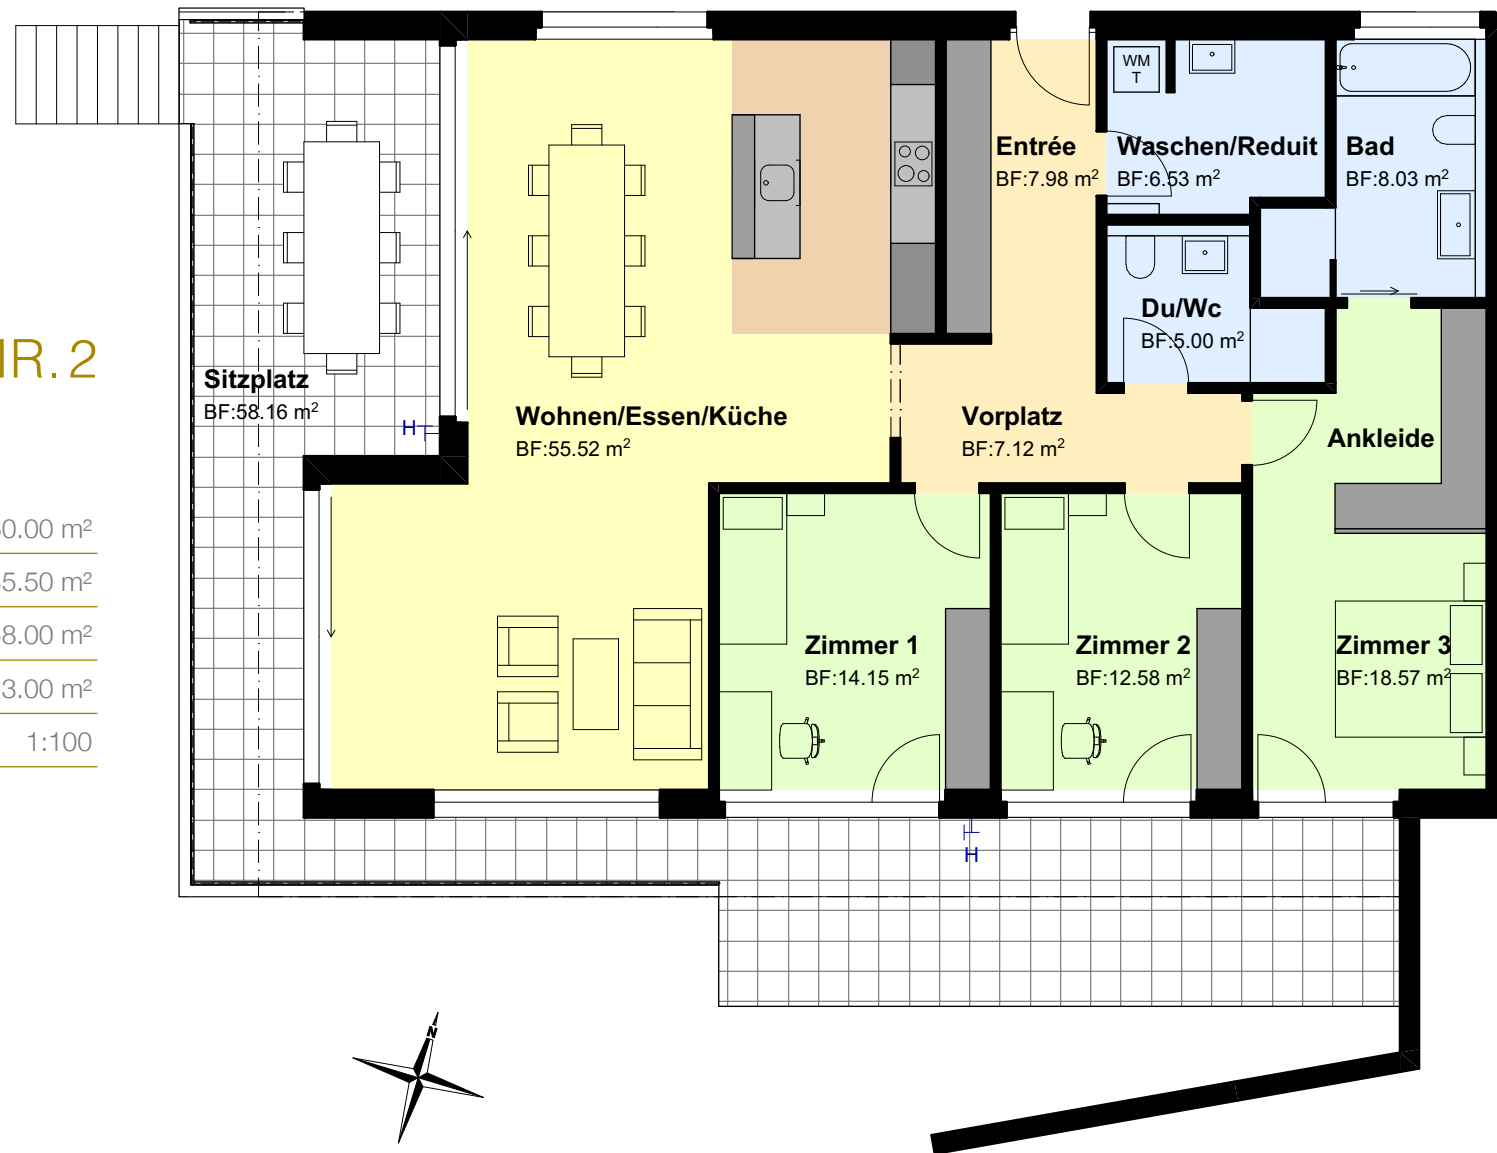 WM
T
Entrée
BF:7.98 m²
Waschen/Reduit
BF:6.53 m²
Bad
BF:8.03 m²
Du/Wc
BF:5.00 m²
R. 2
Sitzplatz
BF:58.16 m²
H
Wohnen/Essen/Küche
BF:55.52 m²
Vorplatz
BF:7.12 m²
Ankleide
0.00 m²
5.50 m²
8.00 m²
3.00 m²
1:100
Zimmer 1
BF:14.15 m²
Zimmer 2
BF:12.58 m²
Zimmer 3
BF:18.57 m²
H
N